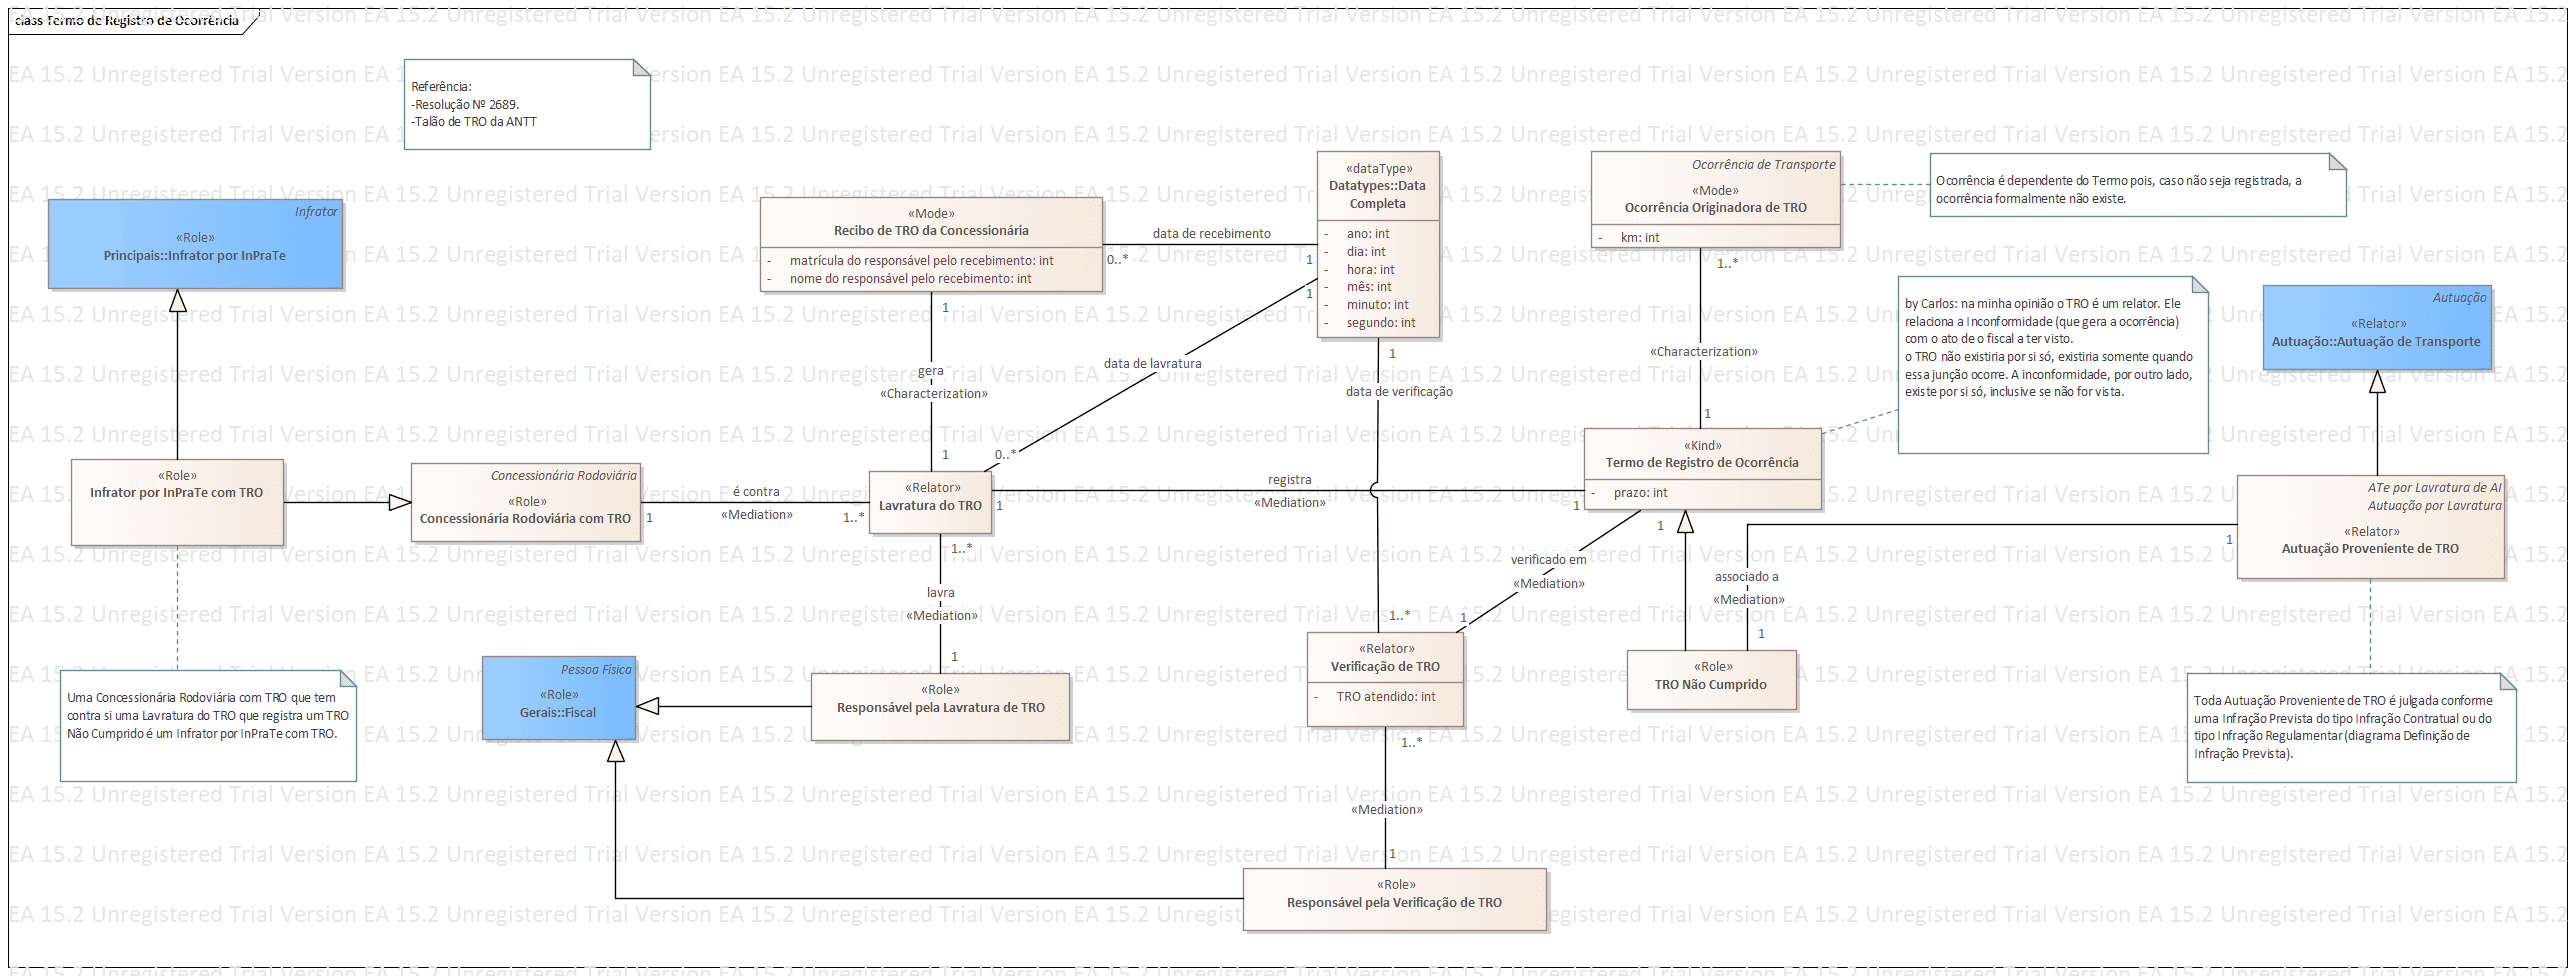 class Termo de Registro de Ocorrência
EA 15.2 Unregistered Trial Version
Referência:
-Resolução Nº 2689.
-Talão de TRO da ANTT
Infrator
«Role»
Principais::Infrator por InPraTe
«Mode»
Recibo de TRO da Concessionária
- matrícula do responsável pelo recebimento: int
- nome do responsável pelo recebimento: int
data de recebimento
0..*
1
«dataType»
Datatypes::Data
Completa
- ano: int
- dia: int
- hora: int
- mês: int
- minuto: int
- segundo: int
Ocorrência de Transporte
«Mode»
Ocorrência Originadora de TRO
- km: int
Ocorrência é dependente do Termo pois, caso não seja registrada, a
ocorrência formalmente não existe.
1..*
«Characterization»
1
by Carlos: na minha opinião o TRO é um relator. Ele
relaciona a Inconformidade (que gera a ocorrência)
com o ato de o fiscal a ter visto.
o TRO não existiria por si só, existiria somente quando
essa junção ocorre. A inconformidade, por outro lado,
existe por si só, inclusive se não for vista.
Autuação
«Relator»
Autuação::Autuação de Transporte
1
gera
«Characterization»
1
1
data de lavratura
0..*
1
data de verificação
1..*
«Role»
Infrator por InPraTe com TRO
Concessionária Rodoviária
«Role»
Concessionária Rodoviária com TRO
é contra
«Mediation»
1
1..*
«Relator»
Lavratura do TRO
1
registra
«Mediation»
1
«Kind»
Termo de Registro de Ocorrência
- prazo: int
ATe por Lavratura de AI
Autuação por Lavratura
«Relator»
Autuação Proveniente de TRO
1
verificado em
«Mediation»
1
1
associado a
«Mediation»
1
1..*
lavra
«Mediation»
1
«Relator»
Verificação de TRO
- TRO atendido: int
«Role»
TRO Não Cumprido
Uma Concessionária Rodoviária com TRO que tem
contra si uma Lavratura do TRO que registra um TRO
Não Cumprido é um Infrator por InPraTe com TRO.
Pessoa Física
«Role»
Gerais::Fiscal
«Role»
Responsável pela Lavratura de TRO
Toda Autuação Proveniente de TRO é julgada conforme
uma Infração Prevista do tipo Infração Contratual ou do
tipo Infração Regulamentar (diagrama Definição de
Infração Prevista).
1..*
«Mediation»
1
«Role»
Responsável pela Verificação de TRO